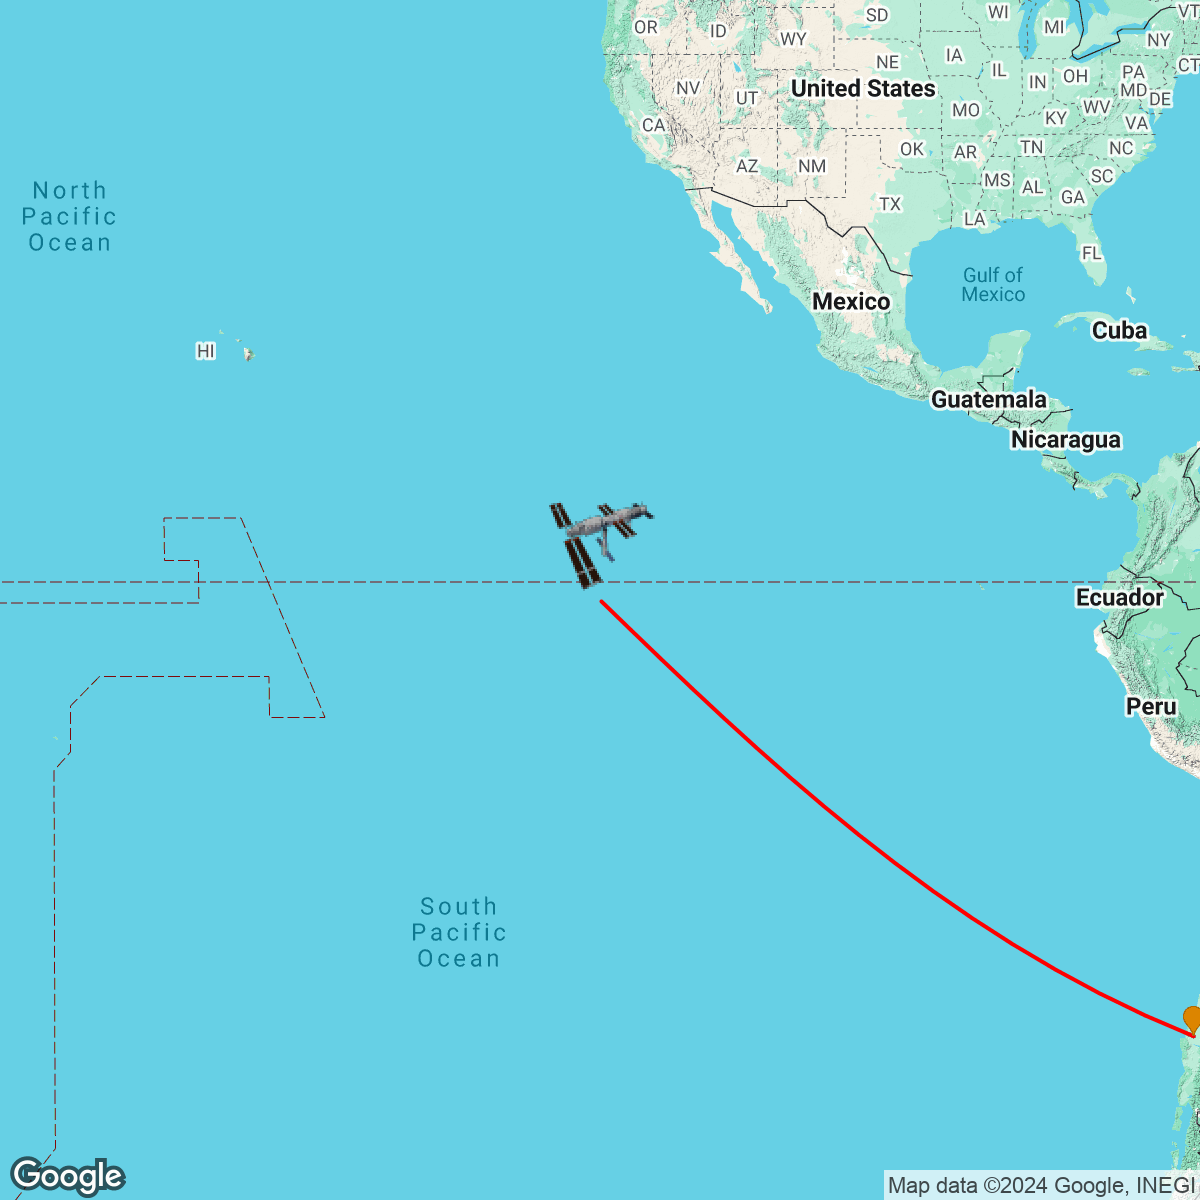 SD
WI
MI
VT
OR
ID
WY
NY
NE
IA
IL
IN
OH
PA
CT
NV
UT
United States
MD
DE
MO
WV
KY
VA
CA
OK
AR
TN
NC
AZ
NM
MS
AL
SC
GA
TX
LA
North
Pacific
Ocean
FL
Gulf of
Mexico
Mexico
Cuba
HI
Guatemala
Nicaragua
Ecuador
Peru
South
Pacific
Ocean
Google
Map data ©2024 Google, INEGI